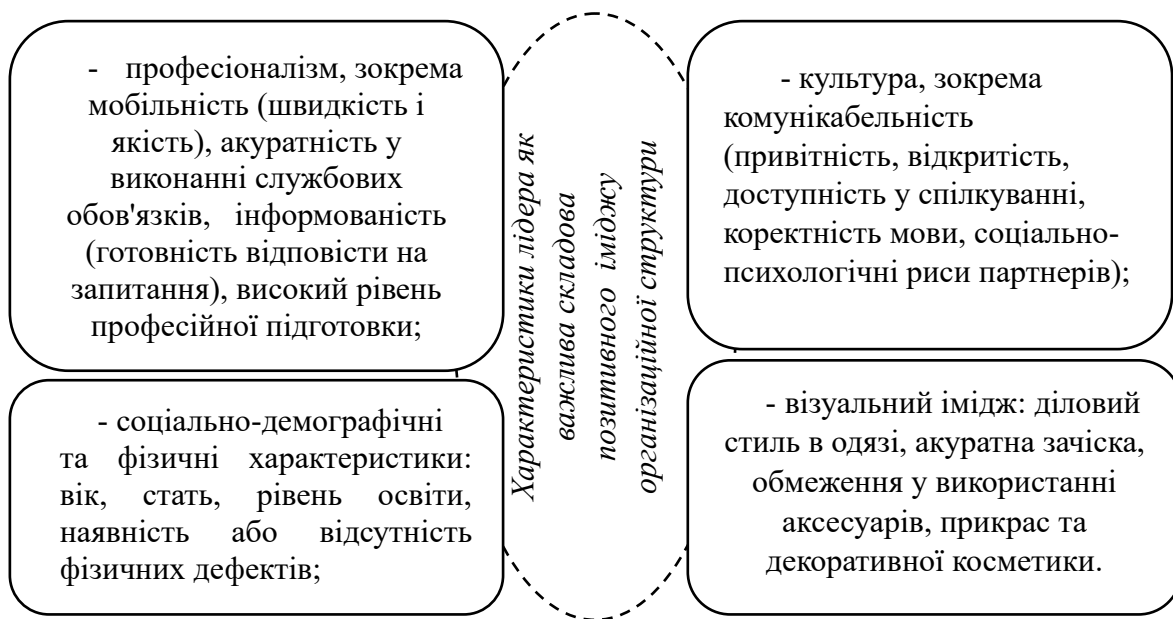 - професіоналізм, зокрема
мобільність (швидкість і
якість), акуратність у
виконанні службових
обов'язків, інформованість
(готовність відповісти на
запитання), високий рівень
професійної підготовки;
- соціально-демографічні
та фізичні характеристики:
вік, стать, рівень освіти,
наявність або відсутність
фізичних дефектів;
Характеристики лідера як
важлива складова
позитивного іміджу
організаційної структури
- культура, зокрема
комунікабельність
(привітність, відкритість,
доступність у спілкуванні,
коректність мови, соціально-
психологічні риси партнерів);
- візуальний імідж: діловий
стиль в одязі, акуратна зачіска,
обмеження у використанні
аксесуарів, прикрас та
декоративної косметики.